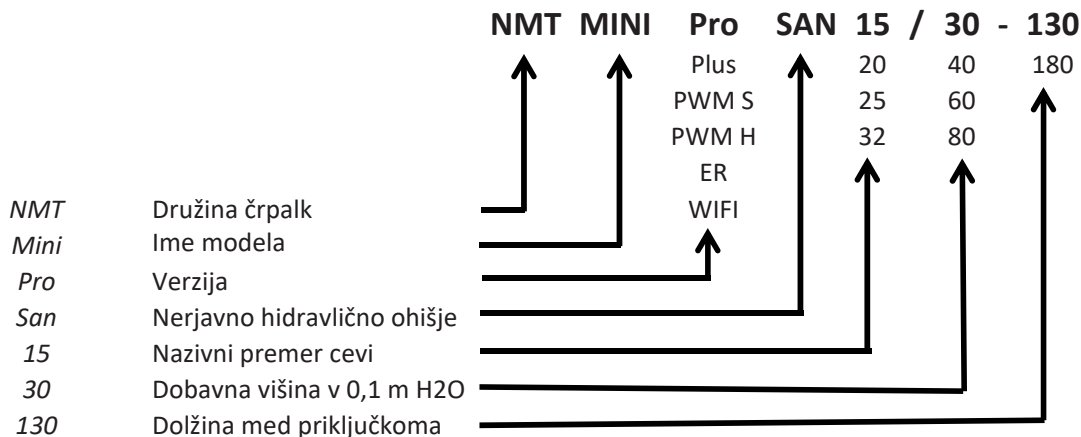 NMT MINI Pro SAN 15 / 30 - 130
Plus 20 40 180
PWM S 25 60
PWM H 32 80
ER
WIFI
NMT Družina črpalk
Mini Ime modela
Pro Verzija
San Nerjavno hidravlično ohišje
15 Nazivni premer cevi
30 Dobavna višina v 0,1 m H2O
130 Dolžina med priključkoma